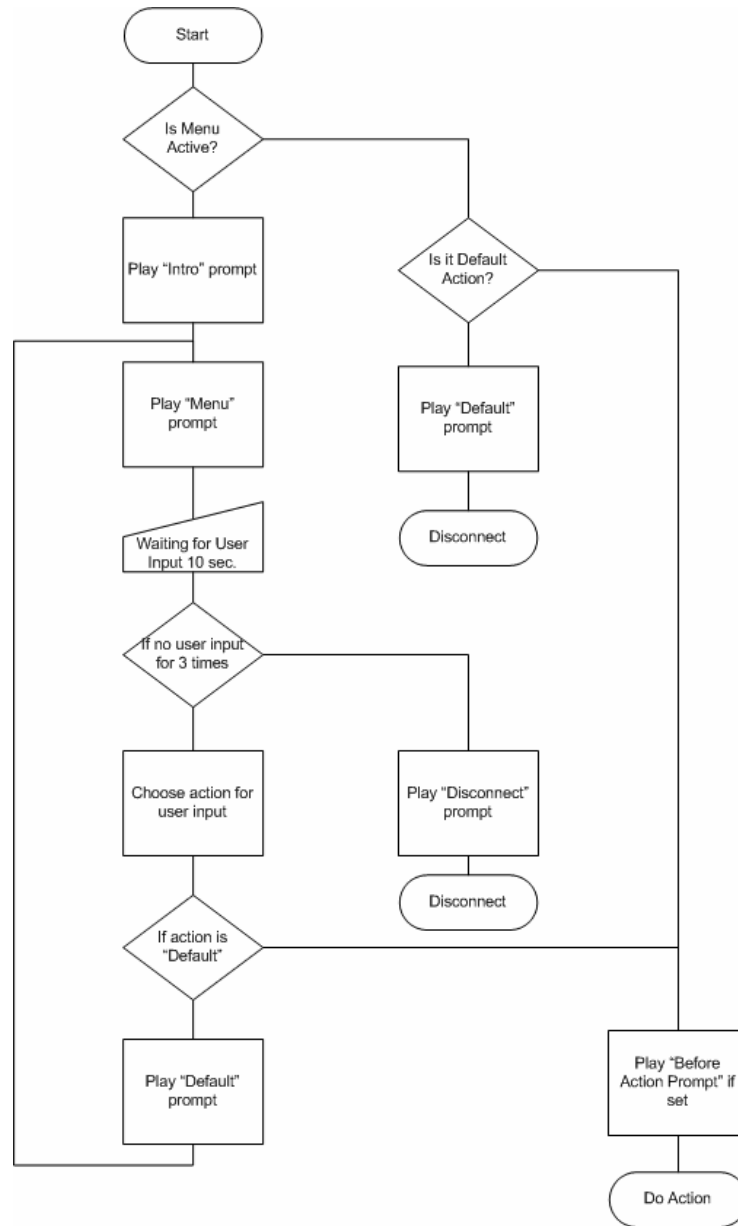 Start
Is Menu
Active?
Play “Intro” prompt
Is it Default
Action?
Play “Menu”
prompt
Play “Default”
prompt
Waiting for User
Input 10 sec.
Disconnect
If no user input
for 3 times
Choose action for
user input
Play “Disconnect”
prompt
Disconnect
If action is
“Default”
Play “Default”
prompt
Play “Before
Action Prompt” if
set
Do Action